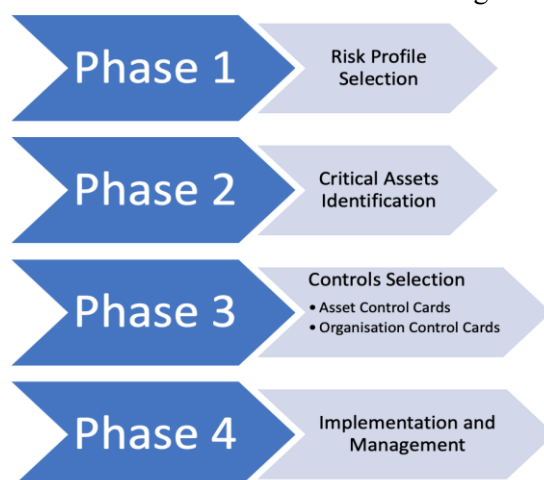 Phase 1
Risk Profile
Selection
Phase 2
Critical Assets
Identification
Phase 3
Controls Selection
• Asset Control Cards
• Organisation Control Cards
Phase 4
Implementation and
Management